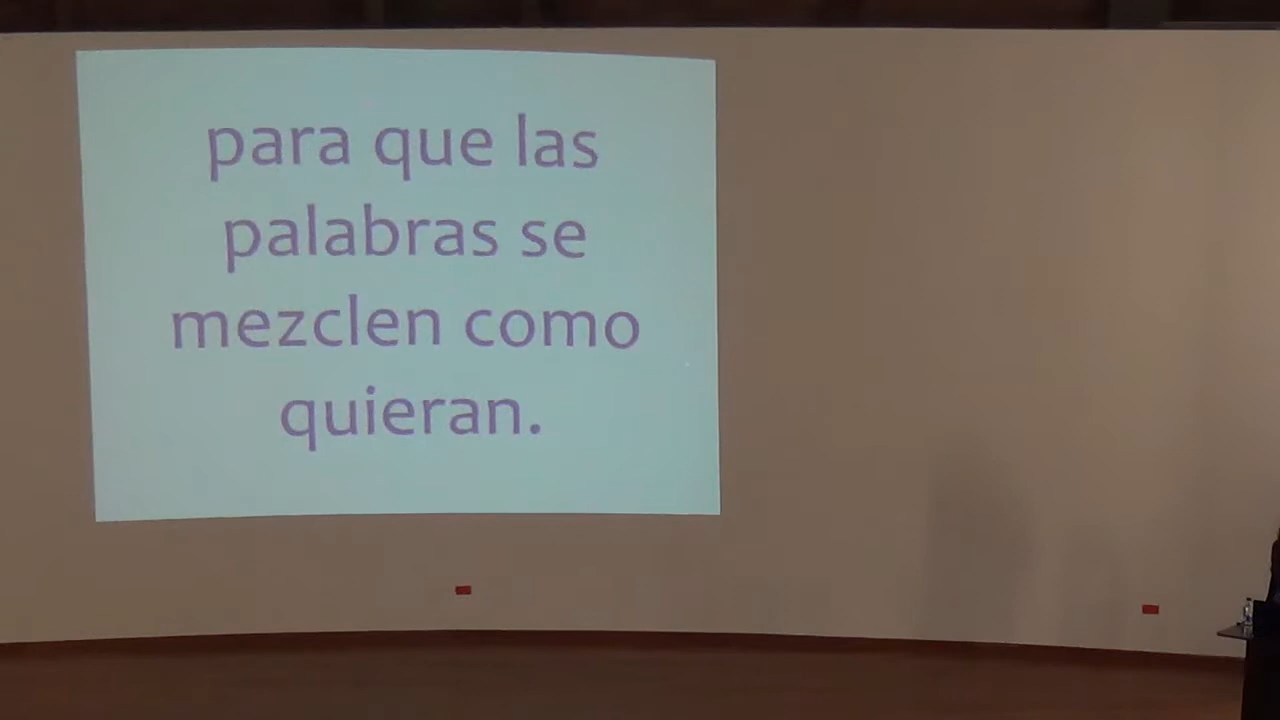 para que las
palabras se
mezclen como
quieran.